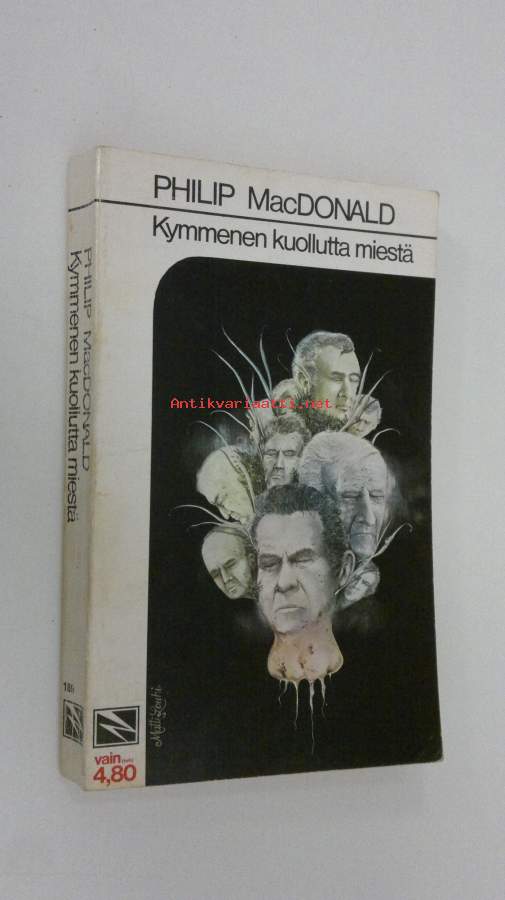 PHILIP MacDONALD
Kymmenen kuollutta miestä
PHILIP MacDONALD
Kymmenen kuollutta miestä
Antikvariaatti.net
vain
4,80